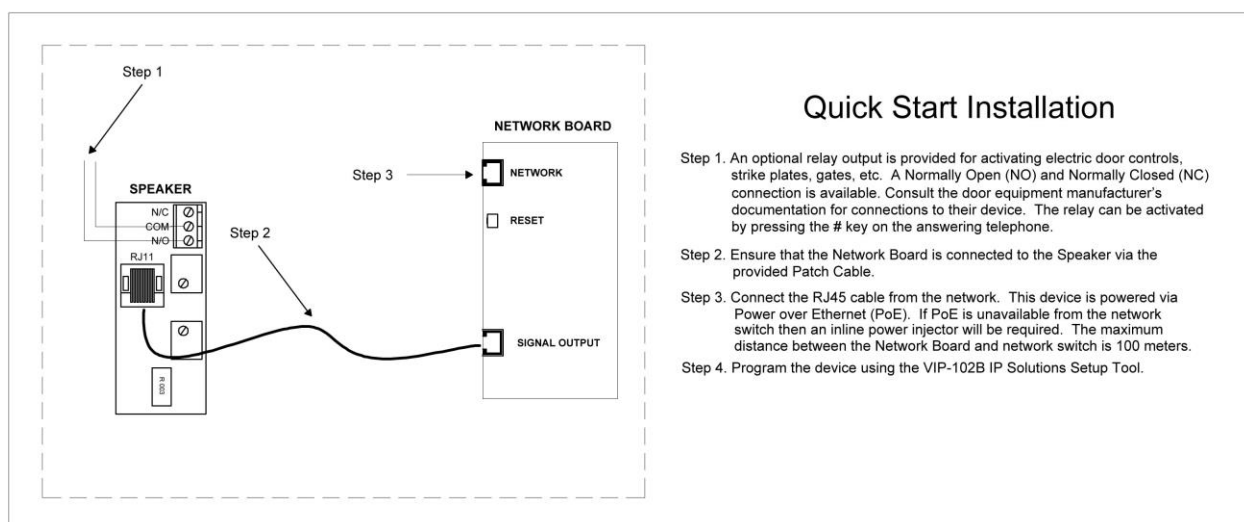 Step 1
NETWORK BOARD
Step 3
NETWORK
SPEAKER
N/C
COM
N/O
RESET
Step 2
RJ11
SIGNAL OUTPUT
R 003
Quick Start Installation
Step 1. An optional relay output is provided for activating electric door controls,
strike plates, gates, etc. A Normally Open (NO) and Normally Closed (NC)
connection is available. Consult the door equipment manufacturer's
documentation for connections to their device. The relay can be activated
by pressing the # key on the answering telephone.
Step 2. Ensure that the Network Board is connected to the Speaker via the
provided Patch Cable.
Step 3. Connect the RJ45 cable from the network. This device is powered via
Power over Ethernet (PoE). If PoE is unavailable from the network
switch then an inline power injector will be required. The maximum
distance between the Network Board and network switch is 100 meters.
Step 4. Program the device using the VIP-102B IP Solutions Setup Tool.